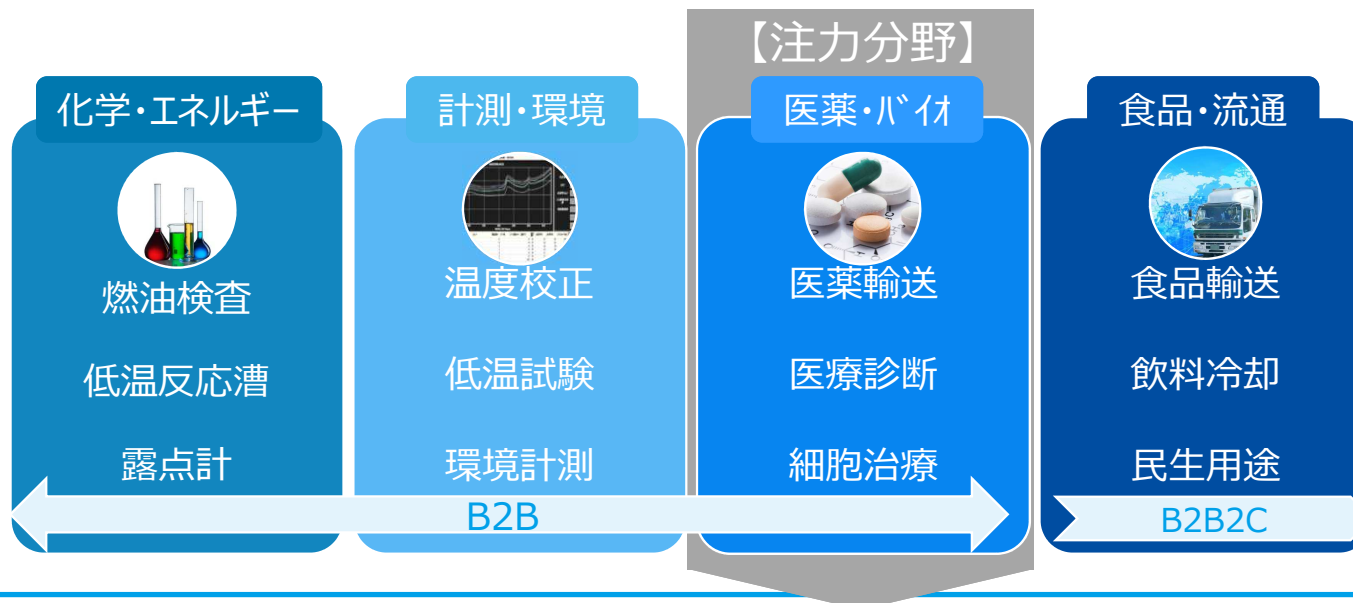 【注力分野】
化学・エネルギー
燃油検査
低温反応漕
露点計
計測・環境
温度校正
低温試験
環境計測
医薬・バイオ
医薬輸送
医療診断
細胞治療
食品・流通
食品輸送
飲料冷却
民生用途
B2B
B2B2C